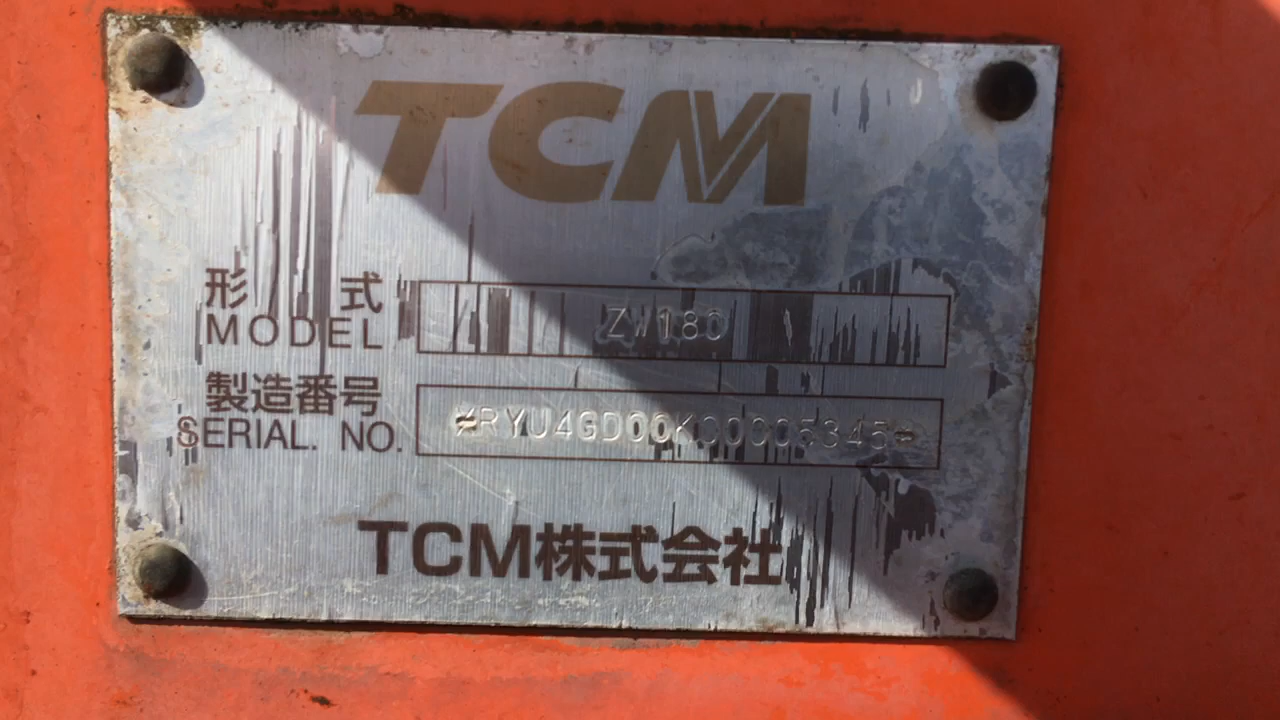 TCM
形 式
MODEL
ZW180
製造番号
SERIAL. NO.
*RYU4GD00K00005345*
TCM株式会社